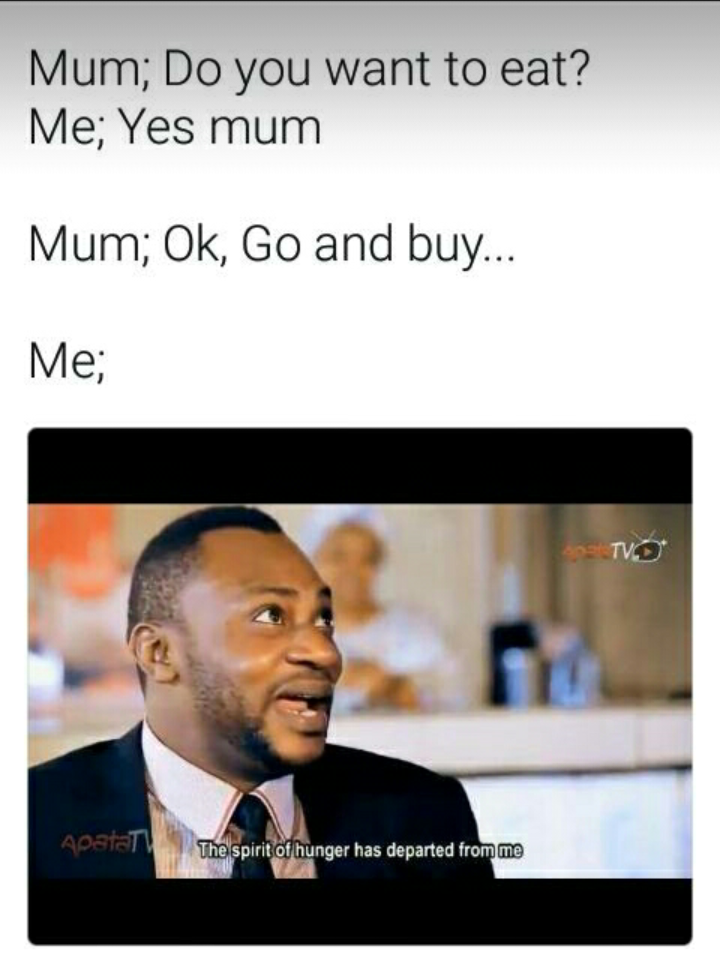 Mum; Do you want to eat?
Me; Yes mum
Mum; Ok, Go and buy...
Me;
ApataTV
ApataTV
The spirit of hunger has departed from me